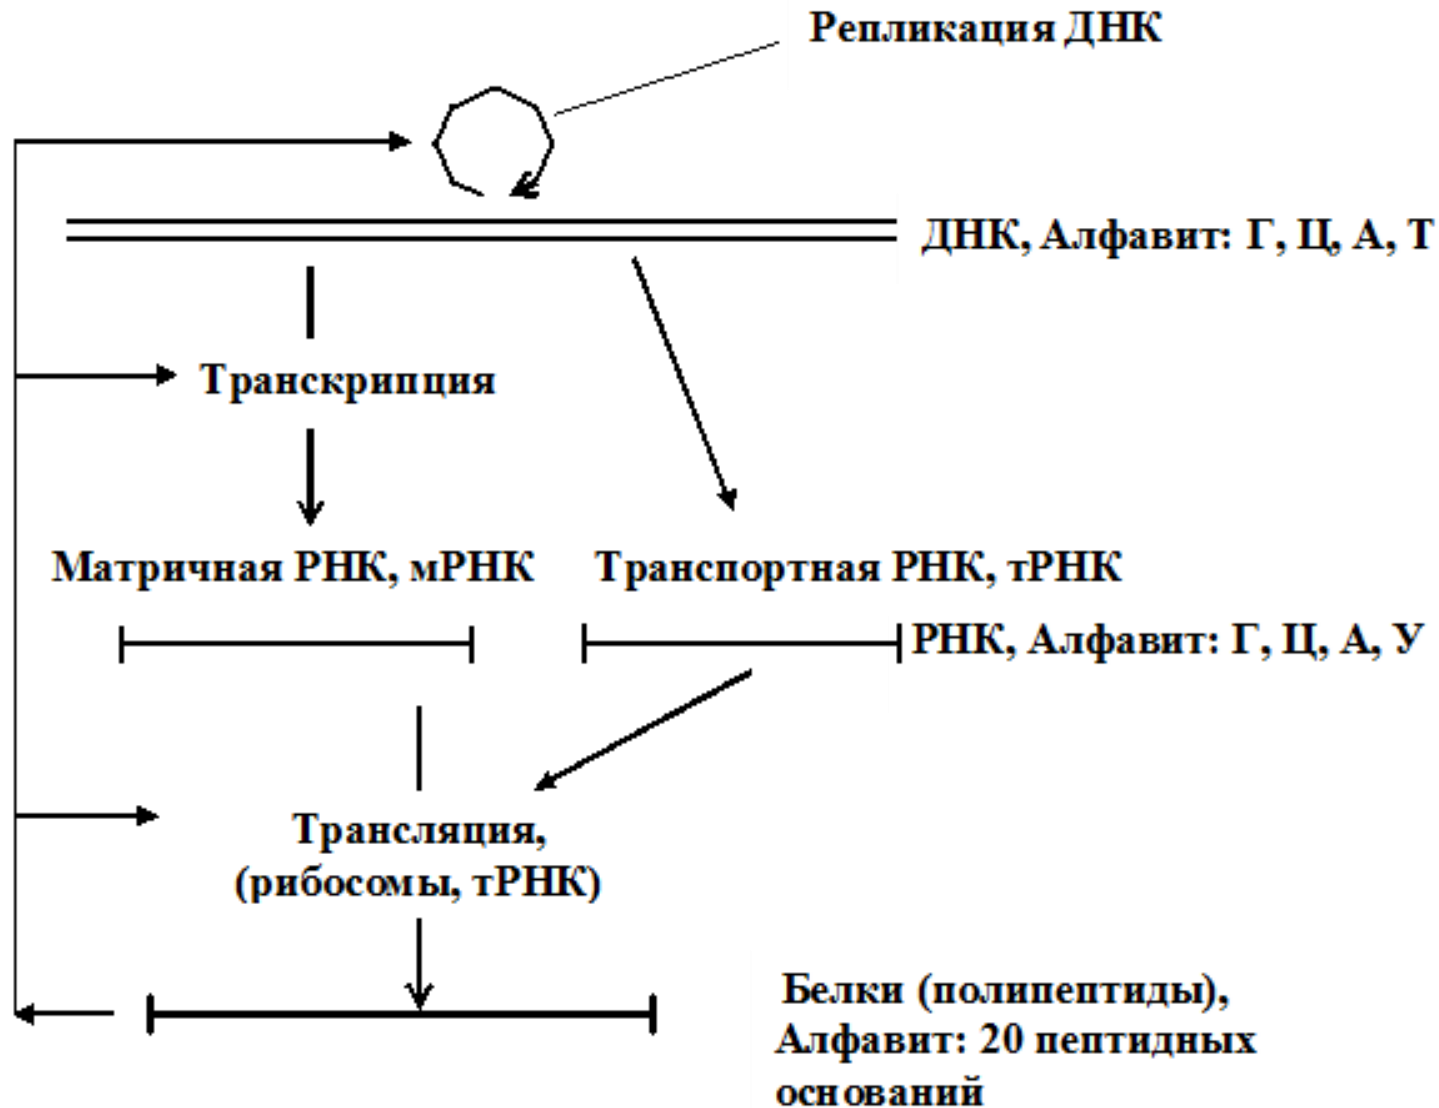 Репликация ДНК
ДНК, Алфавит: Г, Ц, А, Т
Транскрипция
Матричная РНК, мРНК
Транспортная РНК, тРНК
РНК, Алфавит: Г, Ц, А, У
Трансляция,
(рибосомы, тРНК)
Белки (полипептиды),
Алфавит: 20 пептидных
оснований